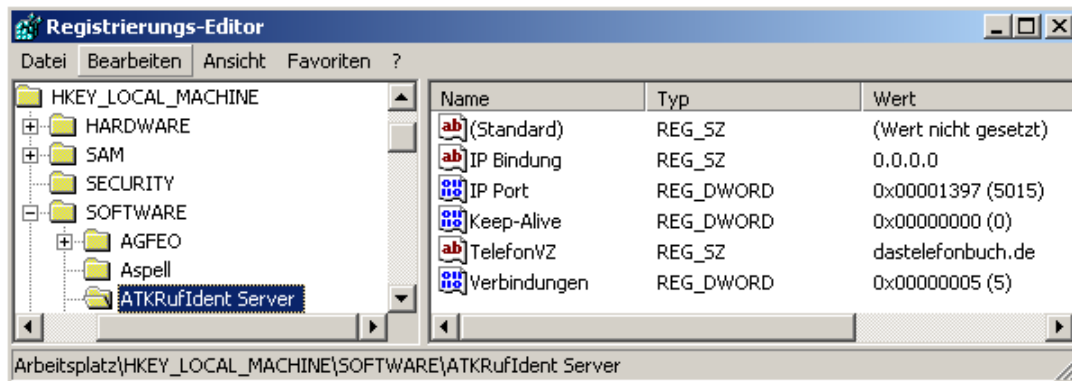 Registrierungs-Editor
Datei Bearbeiten Ansicht Favoriten ?
HKEY_LOCAL_MACHINE
HARDWARE
SAM
SECURITY
SOFTWARE
AGFEO
Aspell
ATKRufIdent Server
Name Typ Wert
(Standard) REG_SZ (Wert nicht gesetzt)
IP Bindung REG_SZ 0.0.0.0
IP Port REG_DWORD 0x00001397 (5015)
Keep-Alive REG_DWORD 0x00000000 (0)
TelefonVZ REG_SZ dastelefonbuch.de
Verbindungen REG_DWORD 0x00000005 (5)
Arbeitsplatz\HKEY_LOCAL_MACHINE\SOFTWARE\ATKRufIdent Server